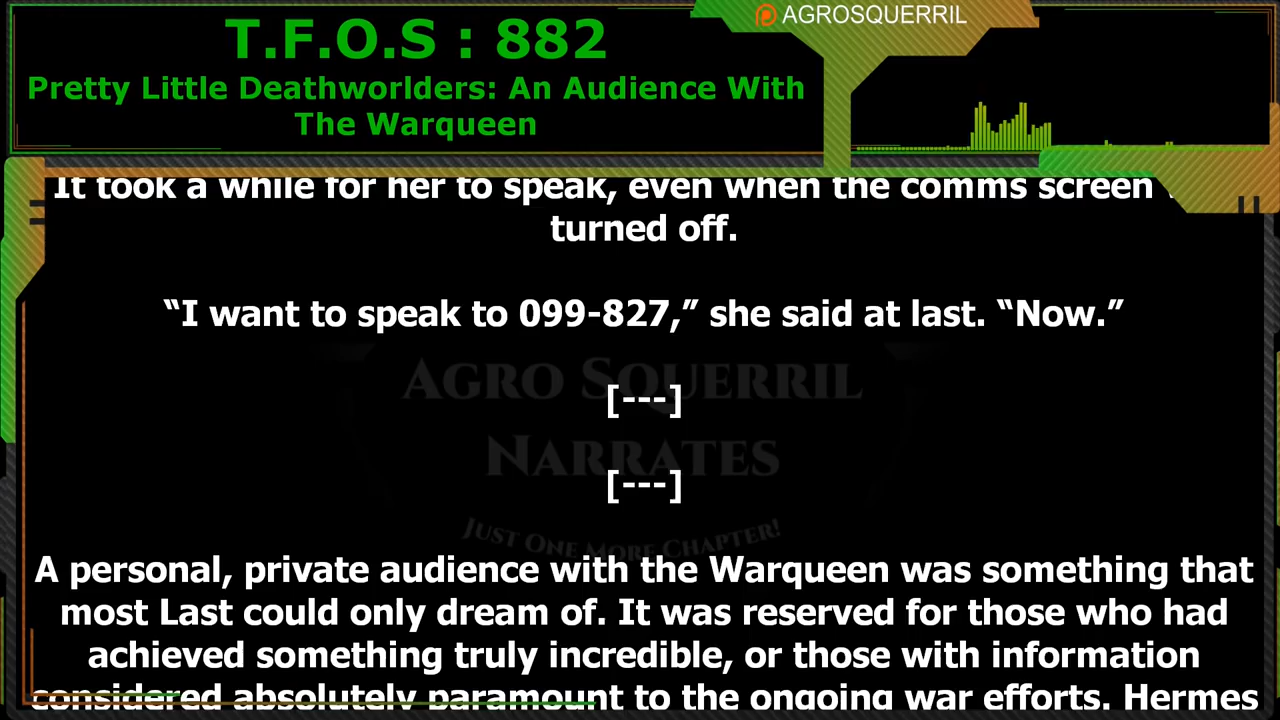 AGROSQUERRIL
T.F.O.S : 882
Pretty Little Deathworlders: An Audience With
The Warqueen
It took a while for her to speak, even when the comms screen
turned off.
“I want to speak to 099-827,” she said at last. “Now.”
AGRO SQUERRIL
[---]
NARRATES
[---]
JUST ONE MORE CHAPTER!
A personal, private audience with the Warqueen was something that
most Last could only dream of. It was reserved for those who had
achieved something truly incredible, or those with information
considered absolutely paramount to the ongoing war efforts. Hermes